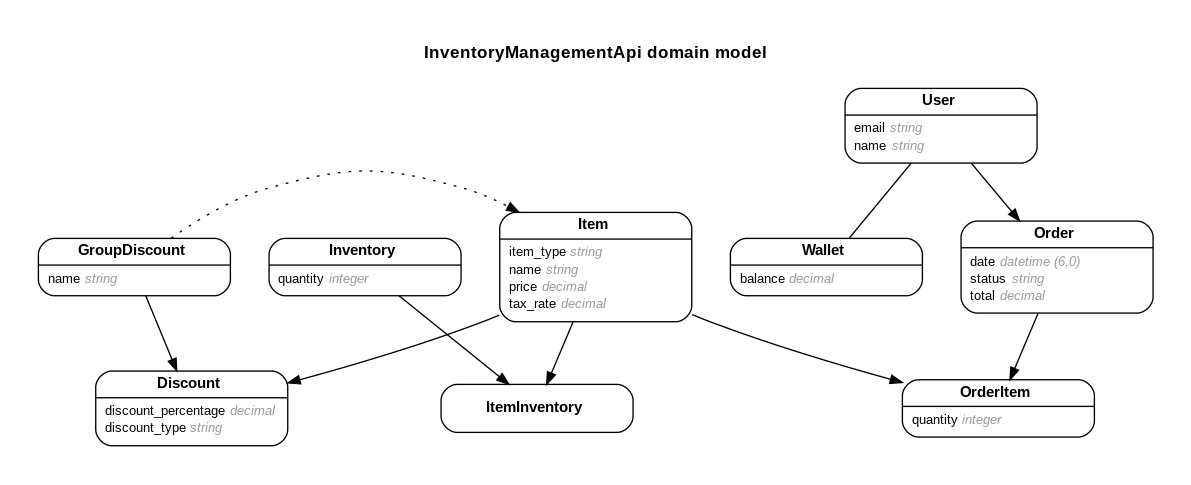 InventoryManagementApi domain model
User
email string
name string
GroupDiscount
name string
Inventory
quantity integer
Item
item_type string
name string
price decimal
tax_rate decimal
Wallet
balance decimal
Order
date datetime (6,0)
status string
total decimal
Discount
discount_percentage decimal
discount_type string
ItemInventory
OrderItem
quantity integer